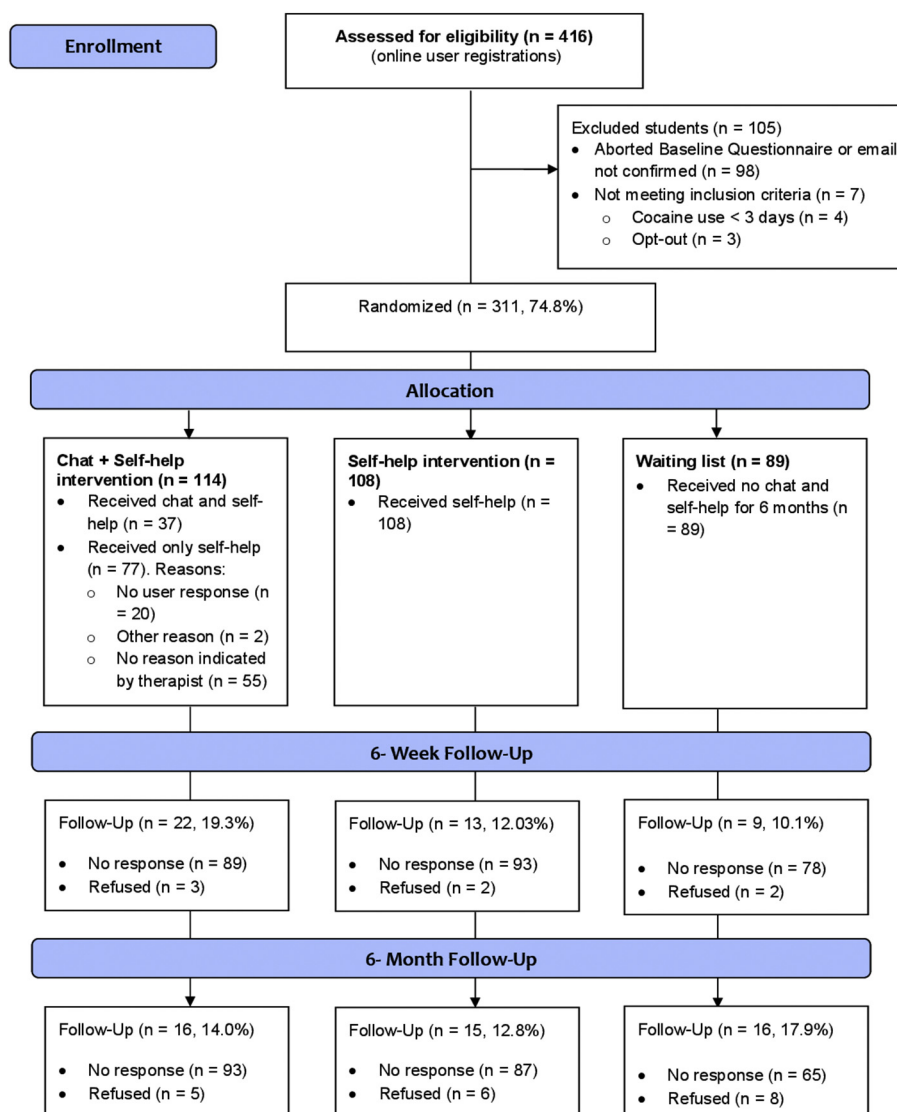 Enrollment
Assessed for eligibility (n = 416)
(online user registrations)
Excluded students (n = 105)
• Aborted Baseline Questionnaire or email
not confirmed (n = 98)
• Not meeting inclusion criteria (n = 7)
o Cocaine use < 3 days (n = 4)
o Opt-out (n = 3)
Randomized (n = 311, 74.8%)
Allocation
Chat + Self-help
intervention (n = 114)
• Received chat and self-
help (n = 37)
• Received only self-help
(n = 77). Reasons:
o No user response (n
= 20)
o Other reason (n = 2)
o No reason indicated
by therapist (n = 55)
Self-help intervention (n =
108)
• Received self-help (n =
108)
Waiting list (n = 89)
• Received no chat and
self-help for 6 months (n
= 89)
6- Week Follow-Up
Follow-Up (n = 22, 19.3%)
• No response (n = 89)
• Refused (n = 3)
Follow-Up (n = 13, 12.03%)
• No response (n = 93)
• Refused (n = 2)
Follow-Up (n = 9, 10.1%)
• No response (n = 78)
• Refused (n = 2)
6- Month Follow-Up
Follow-Up (n = 16, 14.0%)
• No response (n = 93)
• Refused (n = 5)
Follow-Up (n = 15, 12.8%)
• No response (n = 87)
• Refused (n = 6)
Follow-Up (n = 16, 17.9%)
• No response (n = 65)
• Refused (n = 8)